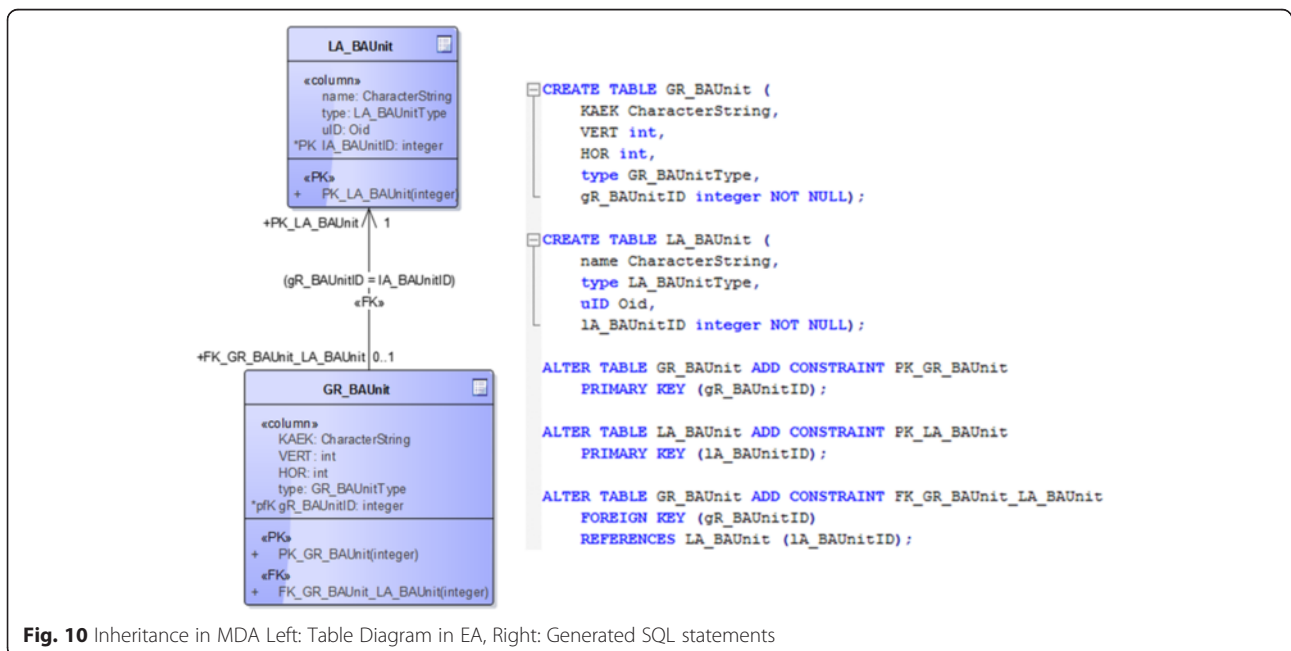 LA_BAUnit
«column»
name: CharacterString
type: LA_BAUnitType
uID: Oid
*PK lA_BAUnitID: integer
«PK»
+ PK_LA_BAUnit(integer)
+PK_LA_BAUnit 1
(gR_BAUnitID = lA_BAUnitID)
«FK»
+FK_GR_BAUnit_LA_BAUnit 0..1
GR_BAUnit
«column»
KAEK: CharacterString
VERT: int
HOR: int
type: GR_BAUnitType
*pfK gR_BAUnitID: integer
«PK»
+ PK_GR_BAUnit(integer)
«FK»
+ FK_GR_BAUnit_LA_BAUnit(integer)
CREATE TABLE GR_BAUnit (
KAEK CharacterString,
VERT int,
HOR int,
type GR_BAUnitType,
gR_BAUnitID integer NOT NULL);
CREATE TABLE LA_BAUnit (
name CharacterString,
type LA_BAUnitType,
uID Oid,
lA_BAUnitID integer NOT NULL);
ALTER TABLE GR_BAUnit ADD CONSTRAINT PK_GR_BAUnit
PRIMARY KEY (gR_BAUnitID);
ALTER TABLE LA_BAUnit ADD CONSTRAINT PK_LA_BAUnit
PRIMARY KEY (lA_BAUnitID);
ALTER TABLE GR_BAUnit ADD CONSTRAINT FK_GR_BAUnit_LA_BAUnit
FOREIGN KEY (gR_BAUnitID)
REFERENCES LA_BAUnit (lA_BAUnitID);
Fig. 10 Inheritance in MDA Left: Table Diagram in EA, Right: Generated SQL statements